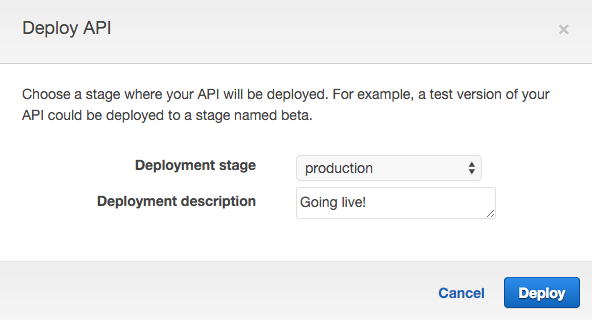 Deploy API
×
Choose a stage where your API will be deployed. For example, a test version of your
API could be deployed to a stage named beta.
Deployment stage production
Deployment description Going live!
Cancel Deploy